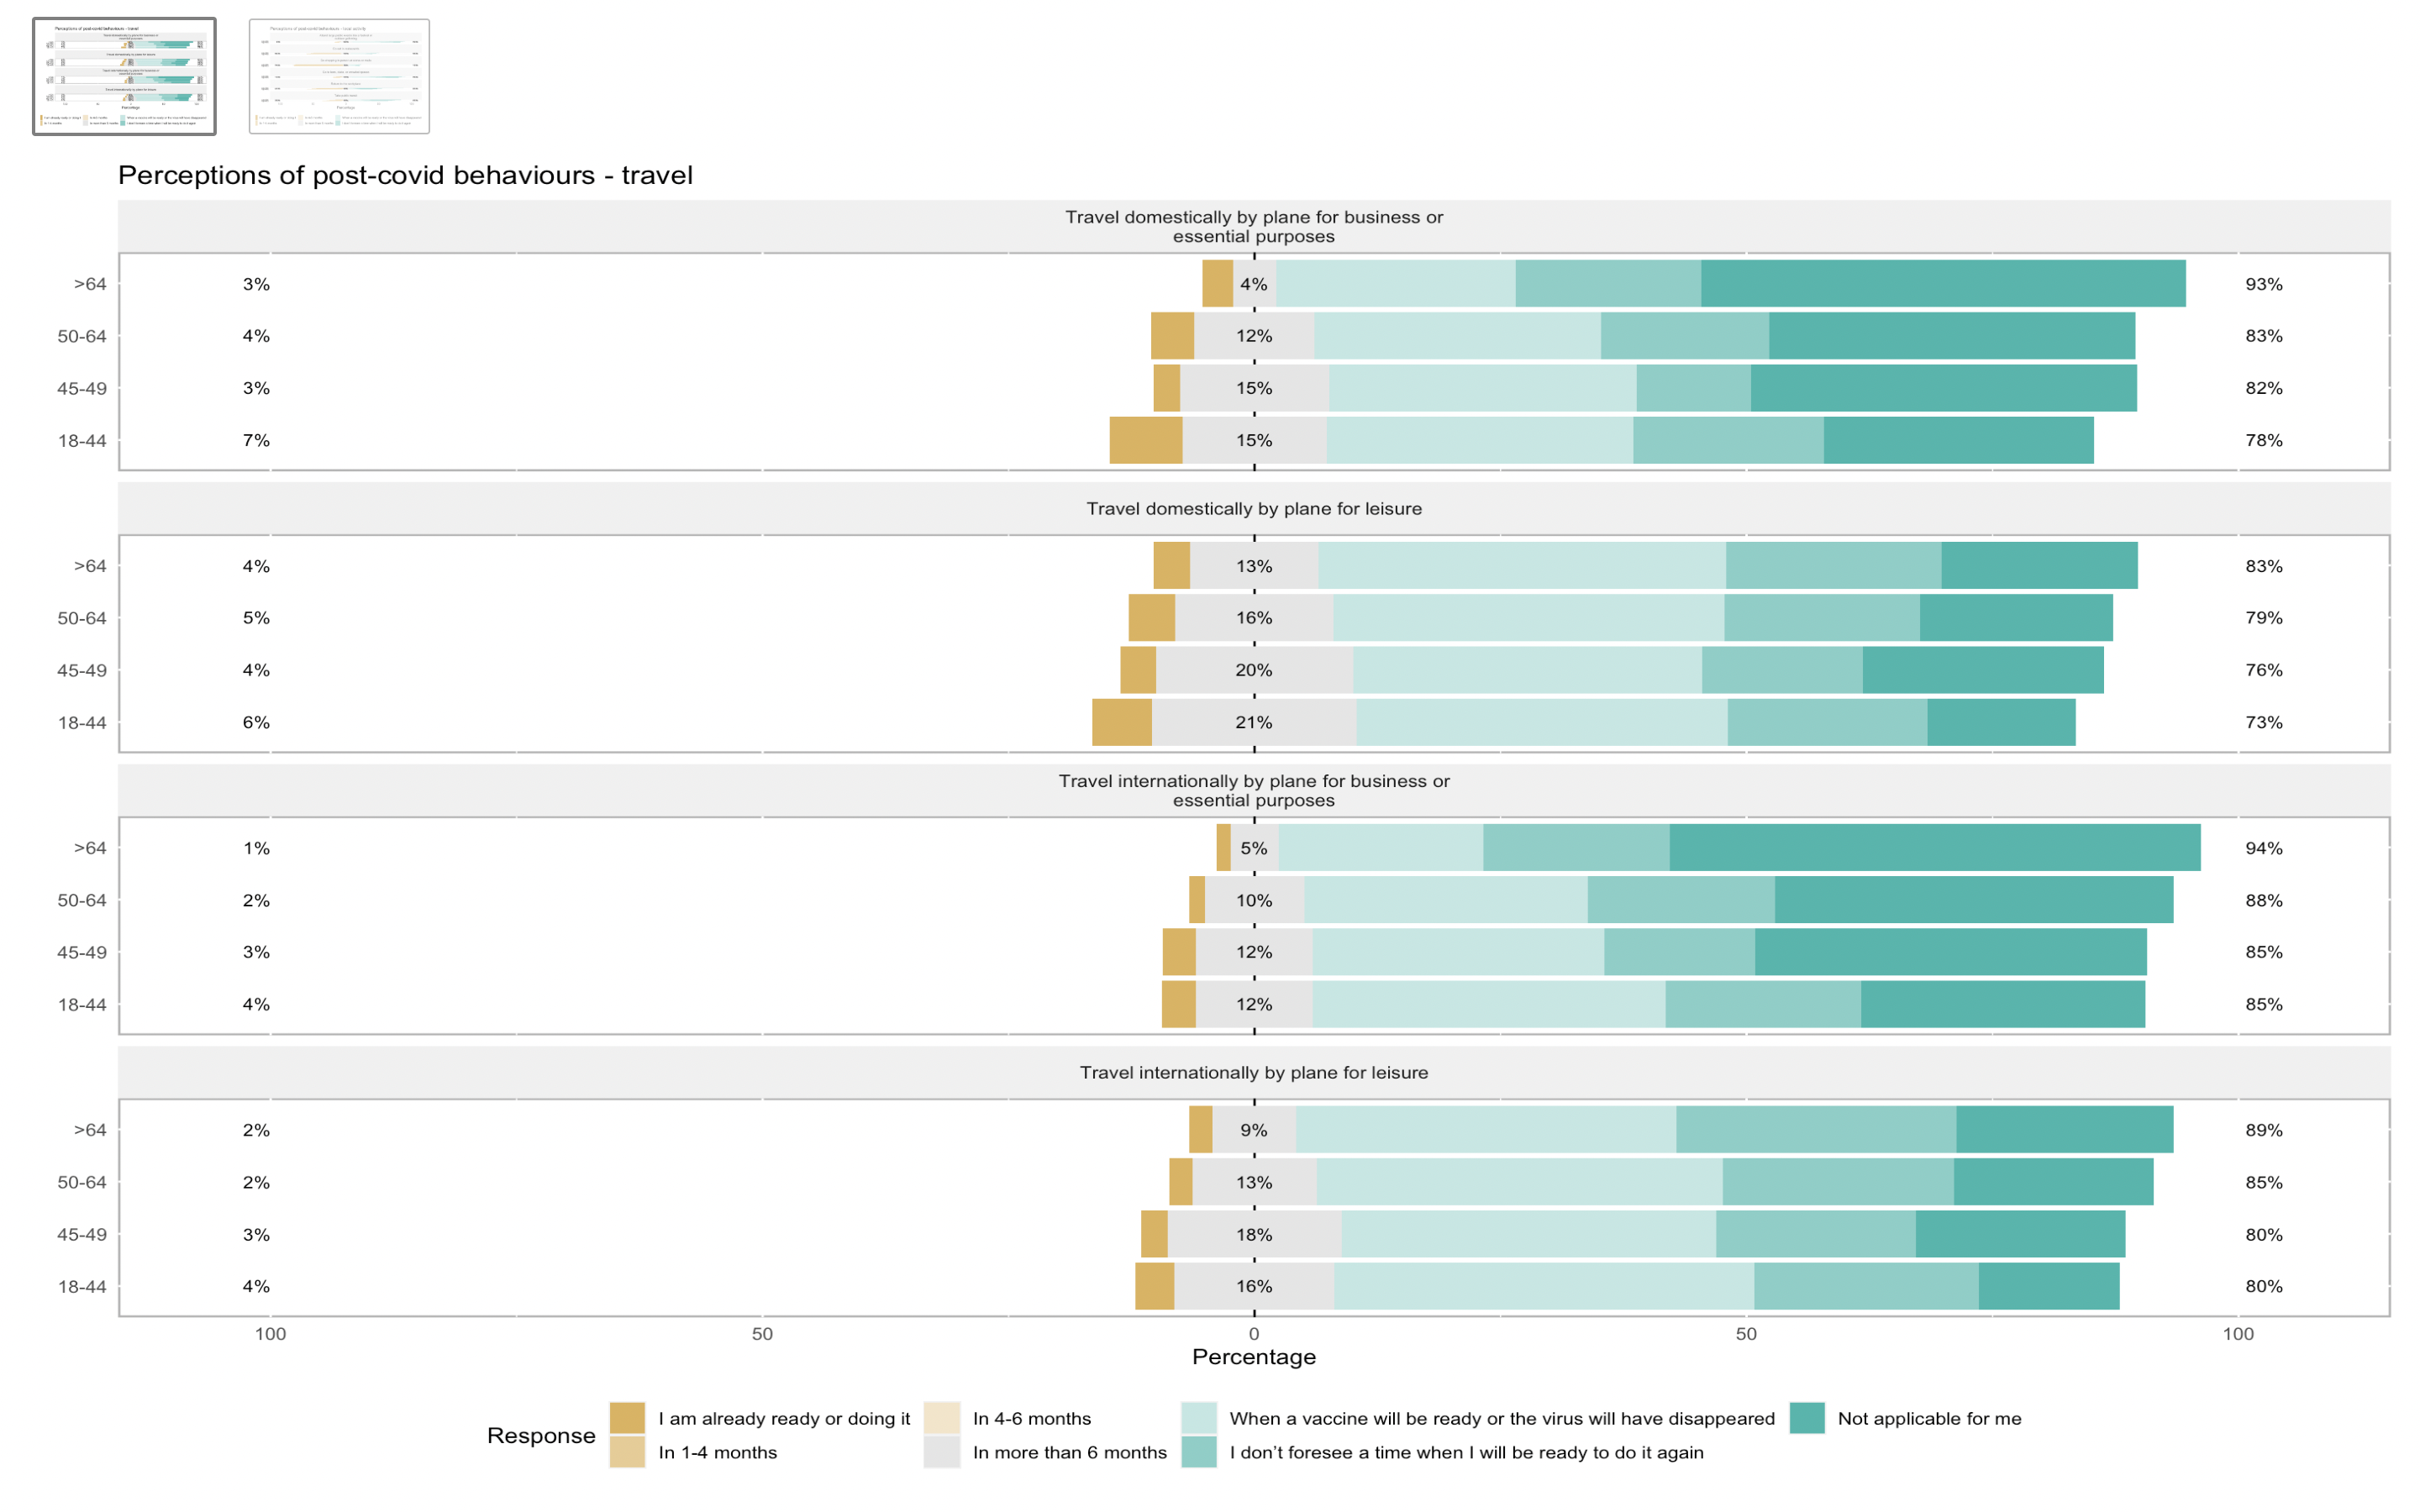 Perceptions of post-covid behaviours - travel
Travel domestically by plane for business or
essential purposes
>64 3% 4% 93%
50-64 4% 12% 83%
45-49 3% 15% 82%
18-44 7% 15% 78%
Travel domestically by plane for leisure
>64 4% 13% 83%
50-64 5% 16% 79%
45-49 4% 20% 76%
18-44 6% 21% 73%
Travel internationally by plane for business or
essential purposes
>64 1% 5% 94%
50-64 2% 10% 88%
45-49 3% 12% 85%
18-44 4% 12% 85%
Travel internationally by plane for leisure
>64 2% 9% 89%
50-64 2% 13% 85%
45-49 3% 18% 80%
18-44 4% 16% 80%
100 50 0 50 100
Percentage
Response
I am already ready or doing it In 4-6 months When a vaccine will be ready or the virus will have disappeared Not applicable for me
In 1-4 months In more than 6 months I don’t foresee a time when I will be ready to do it again